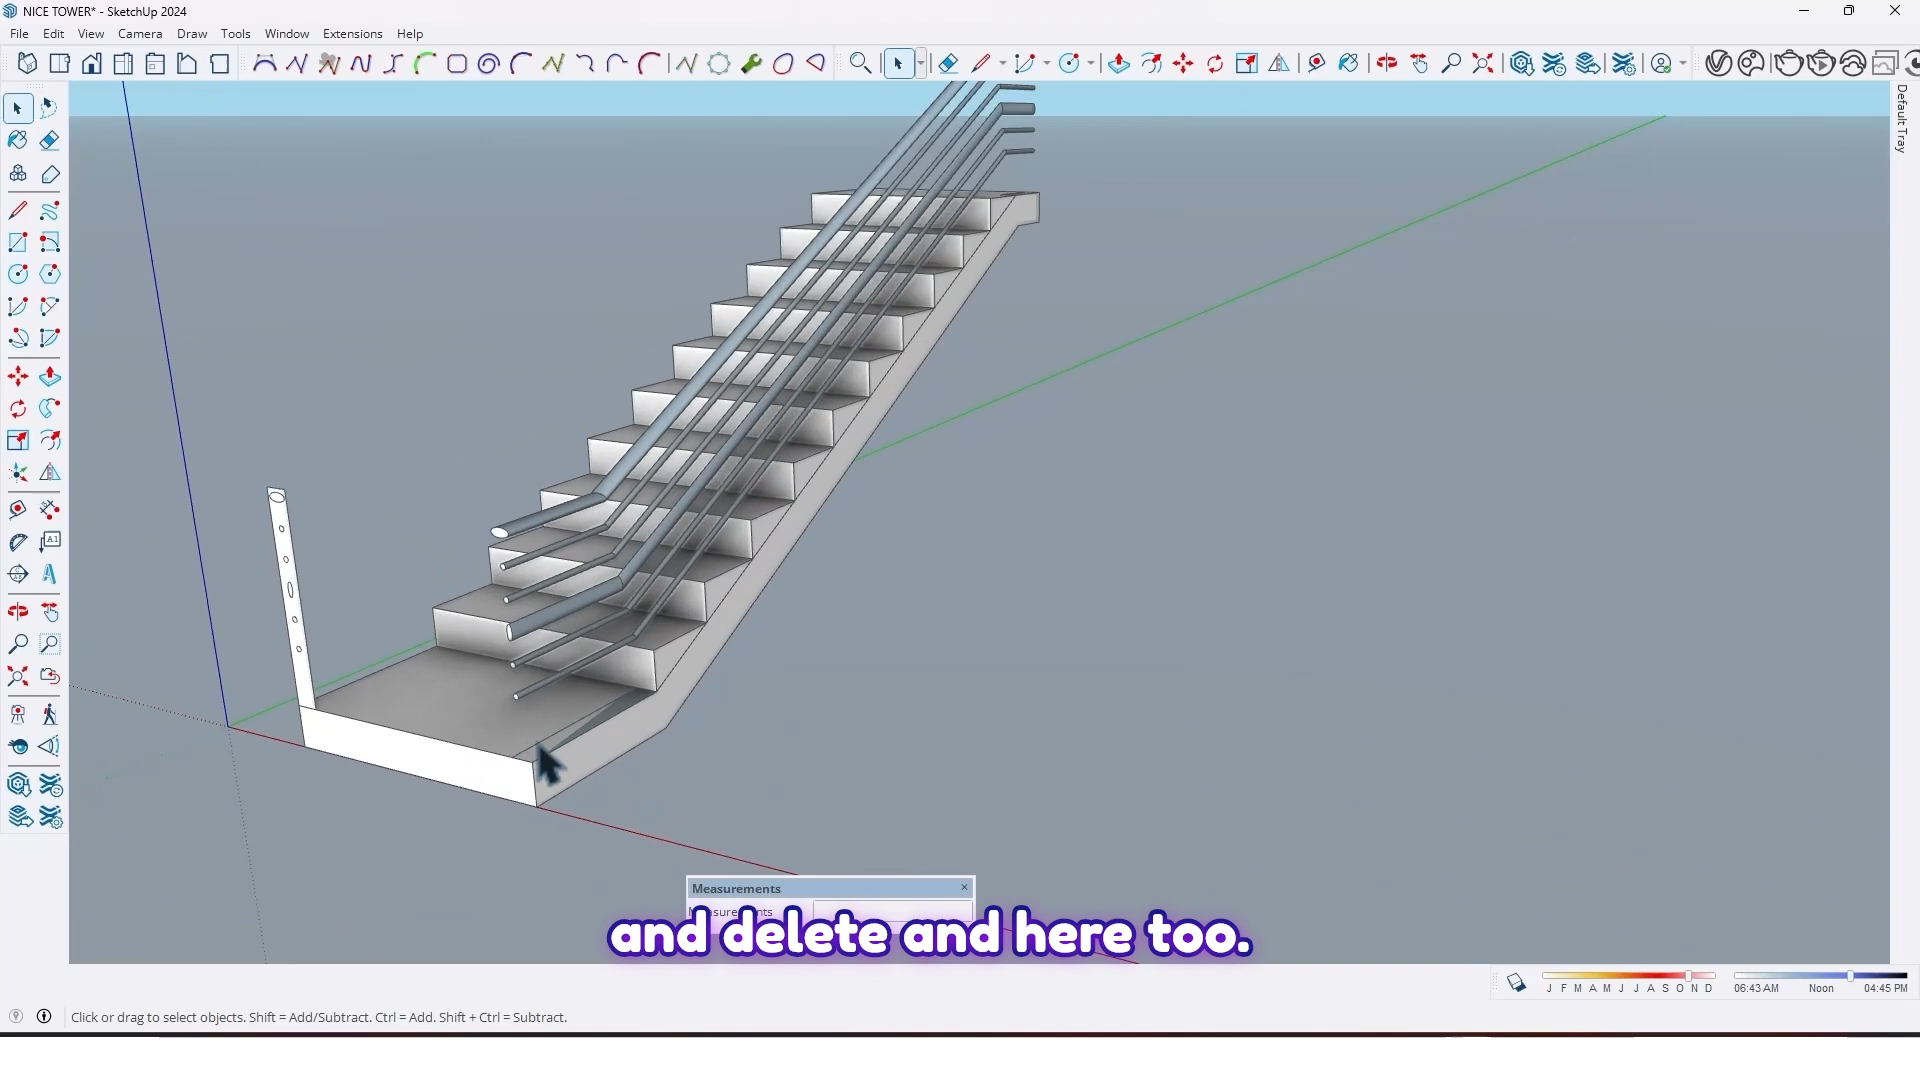 NICE TOWER* - SketchUp 2024
File Edit View Camera Draw Tools Window Extensions Help
Default Tray
A1
Measurements
Measurements
and delete and here too.
J F M A M J J A S O N D
06:43 AM Noon 04:45 PM
Click or drag to select objects. Shift = Add/Subtract. Ctrl = Add. Shift + Ctrl = Subtract.